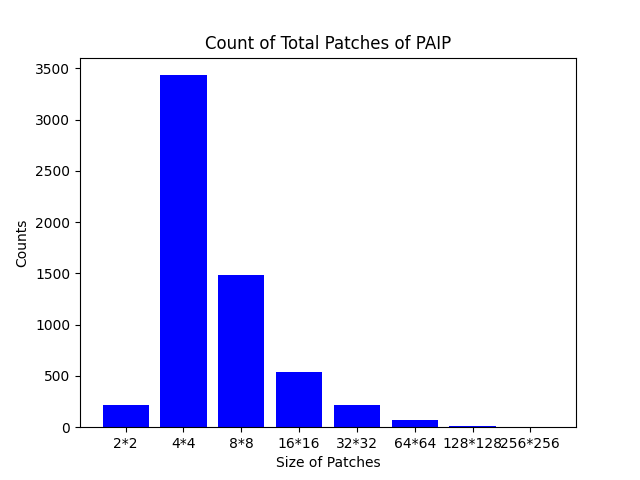 Count of Total Patches of PAIP
3500
3000
2500
2000
1500
1000
500
0
Counts
2*2 4*4 8*8 16*16 32*32 64*64 128*128 256*256
Size of Patches